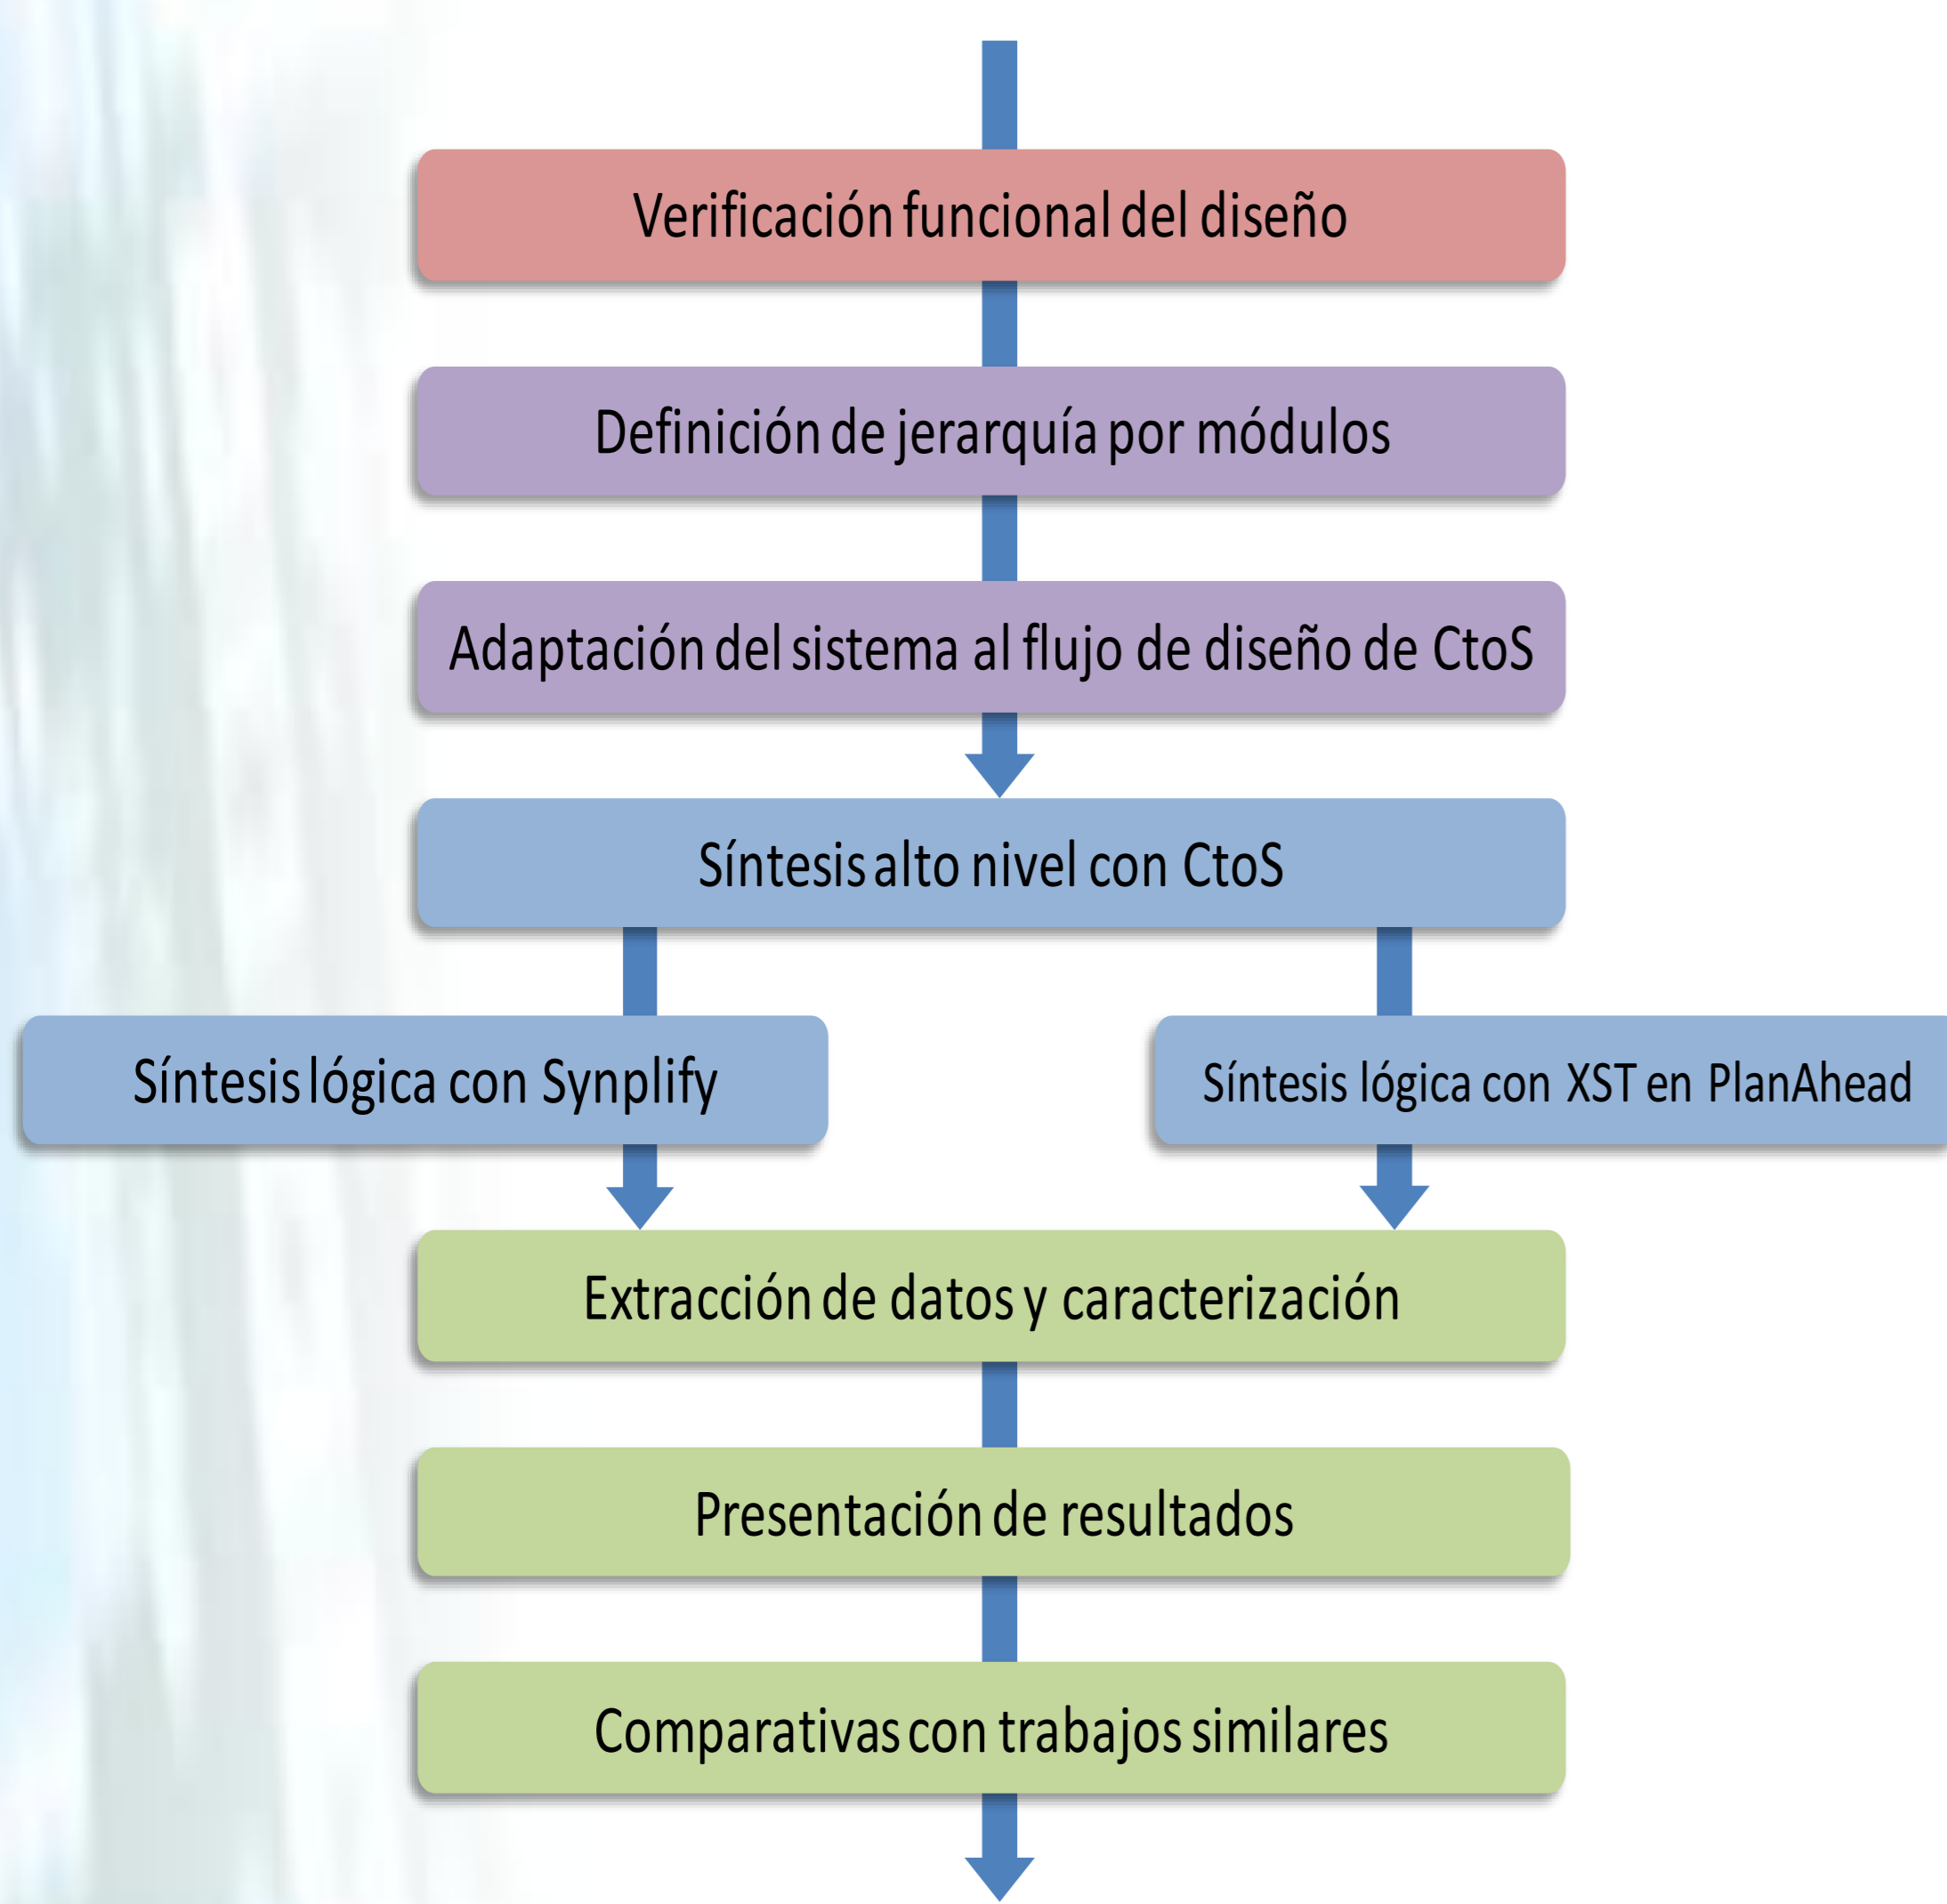 Verificación funcional del diseño
Definición de jerarquía por módulos
Adaptación del sistema al flujo de diseño de CtoS
Síntesis alto nivel con CtoS
Síntesis lógica con Synplify
Síntesis lógica con XST en PlanAhead
Extracción de datos y caracterización
Presentación de resultados
Comparativas con trabajos similares